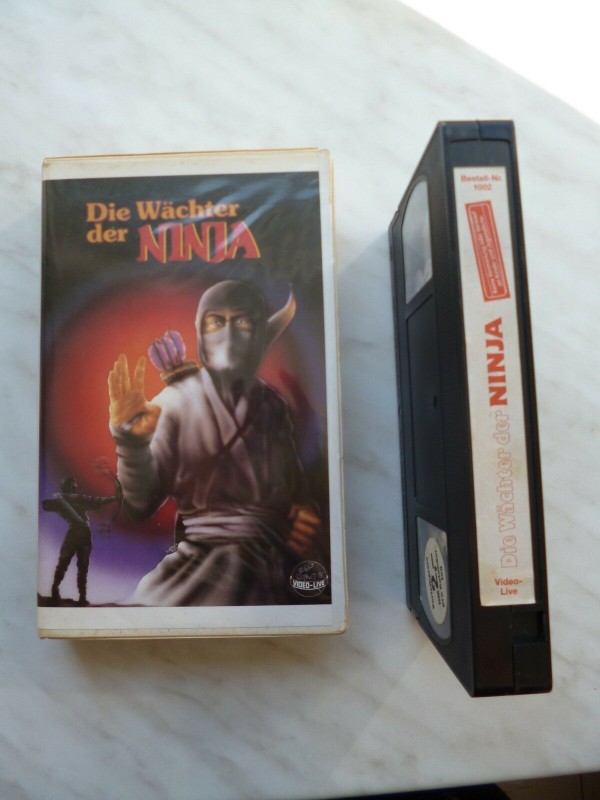 Die Wächter
der NINJA
VIDEO-LIVE
Bestell-Nr.
1002
Die Wächter der NINJA
Video-
Live